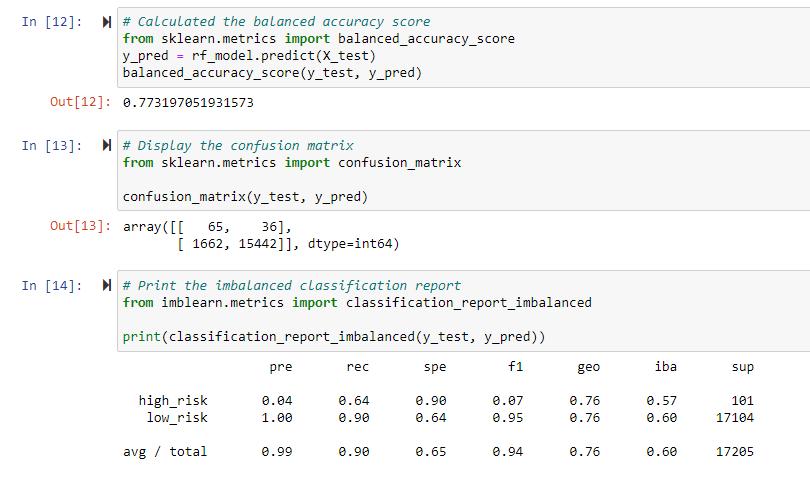 In [12]: # Calculated the balanced accuracy score
from sklearn.metrics import balanced_accuracy_score
y_pred = rf_model.predict(X_test)
balanced_accuracy_score(y_test, y_pred)
Out[12]: 0.773197051931573
In [13]: # Display the confusion matrix
from sklearn.metrics import confusion_matrix
confusion_matrix(y_test, y_pred)
Out[13]: array([[   65,    36],
       [ 1662, 15442]], dtype=int64)
In [14]: # Print the imbalanced classification report
from imblearn.metrics import classification_report_imbalanced
print(classification_report_imbalanced(y_test, y_pred))
pre rec spe f1 geo iba sup
high_risk 0.04 0.64 0.90 0.07 0.76 0.57 101
low_risk 1.00 0.90 0.64 0.95 0.76 0.60 17104
avg / total 0.99 0.90 0.65 0.94 0.76 0.60 17205